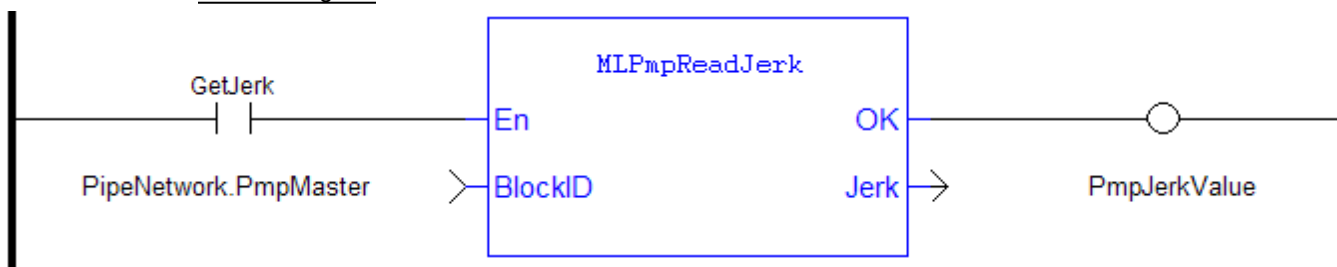 MLPmpReadJerk
GetJerk
En OK
PipeNetwork.PmpMaster BlockID Jerk PmpJerkValue